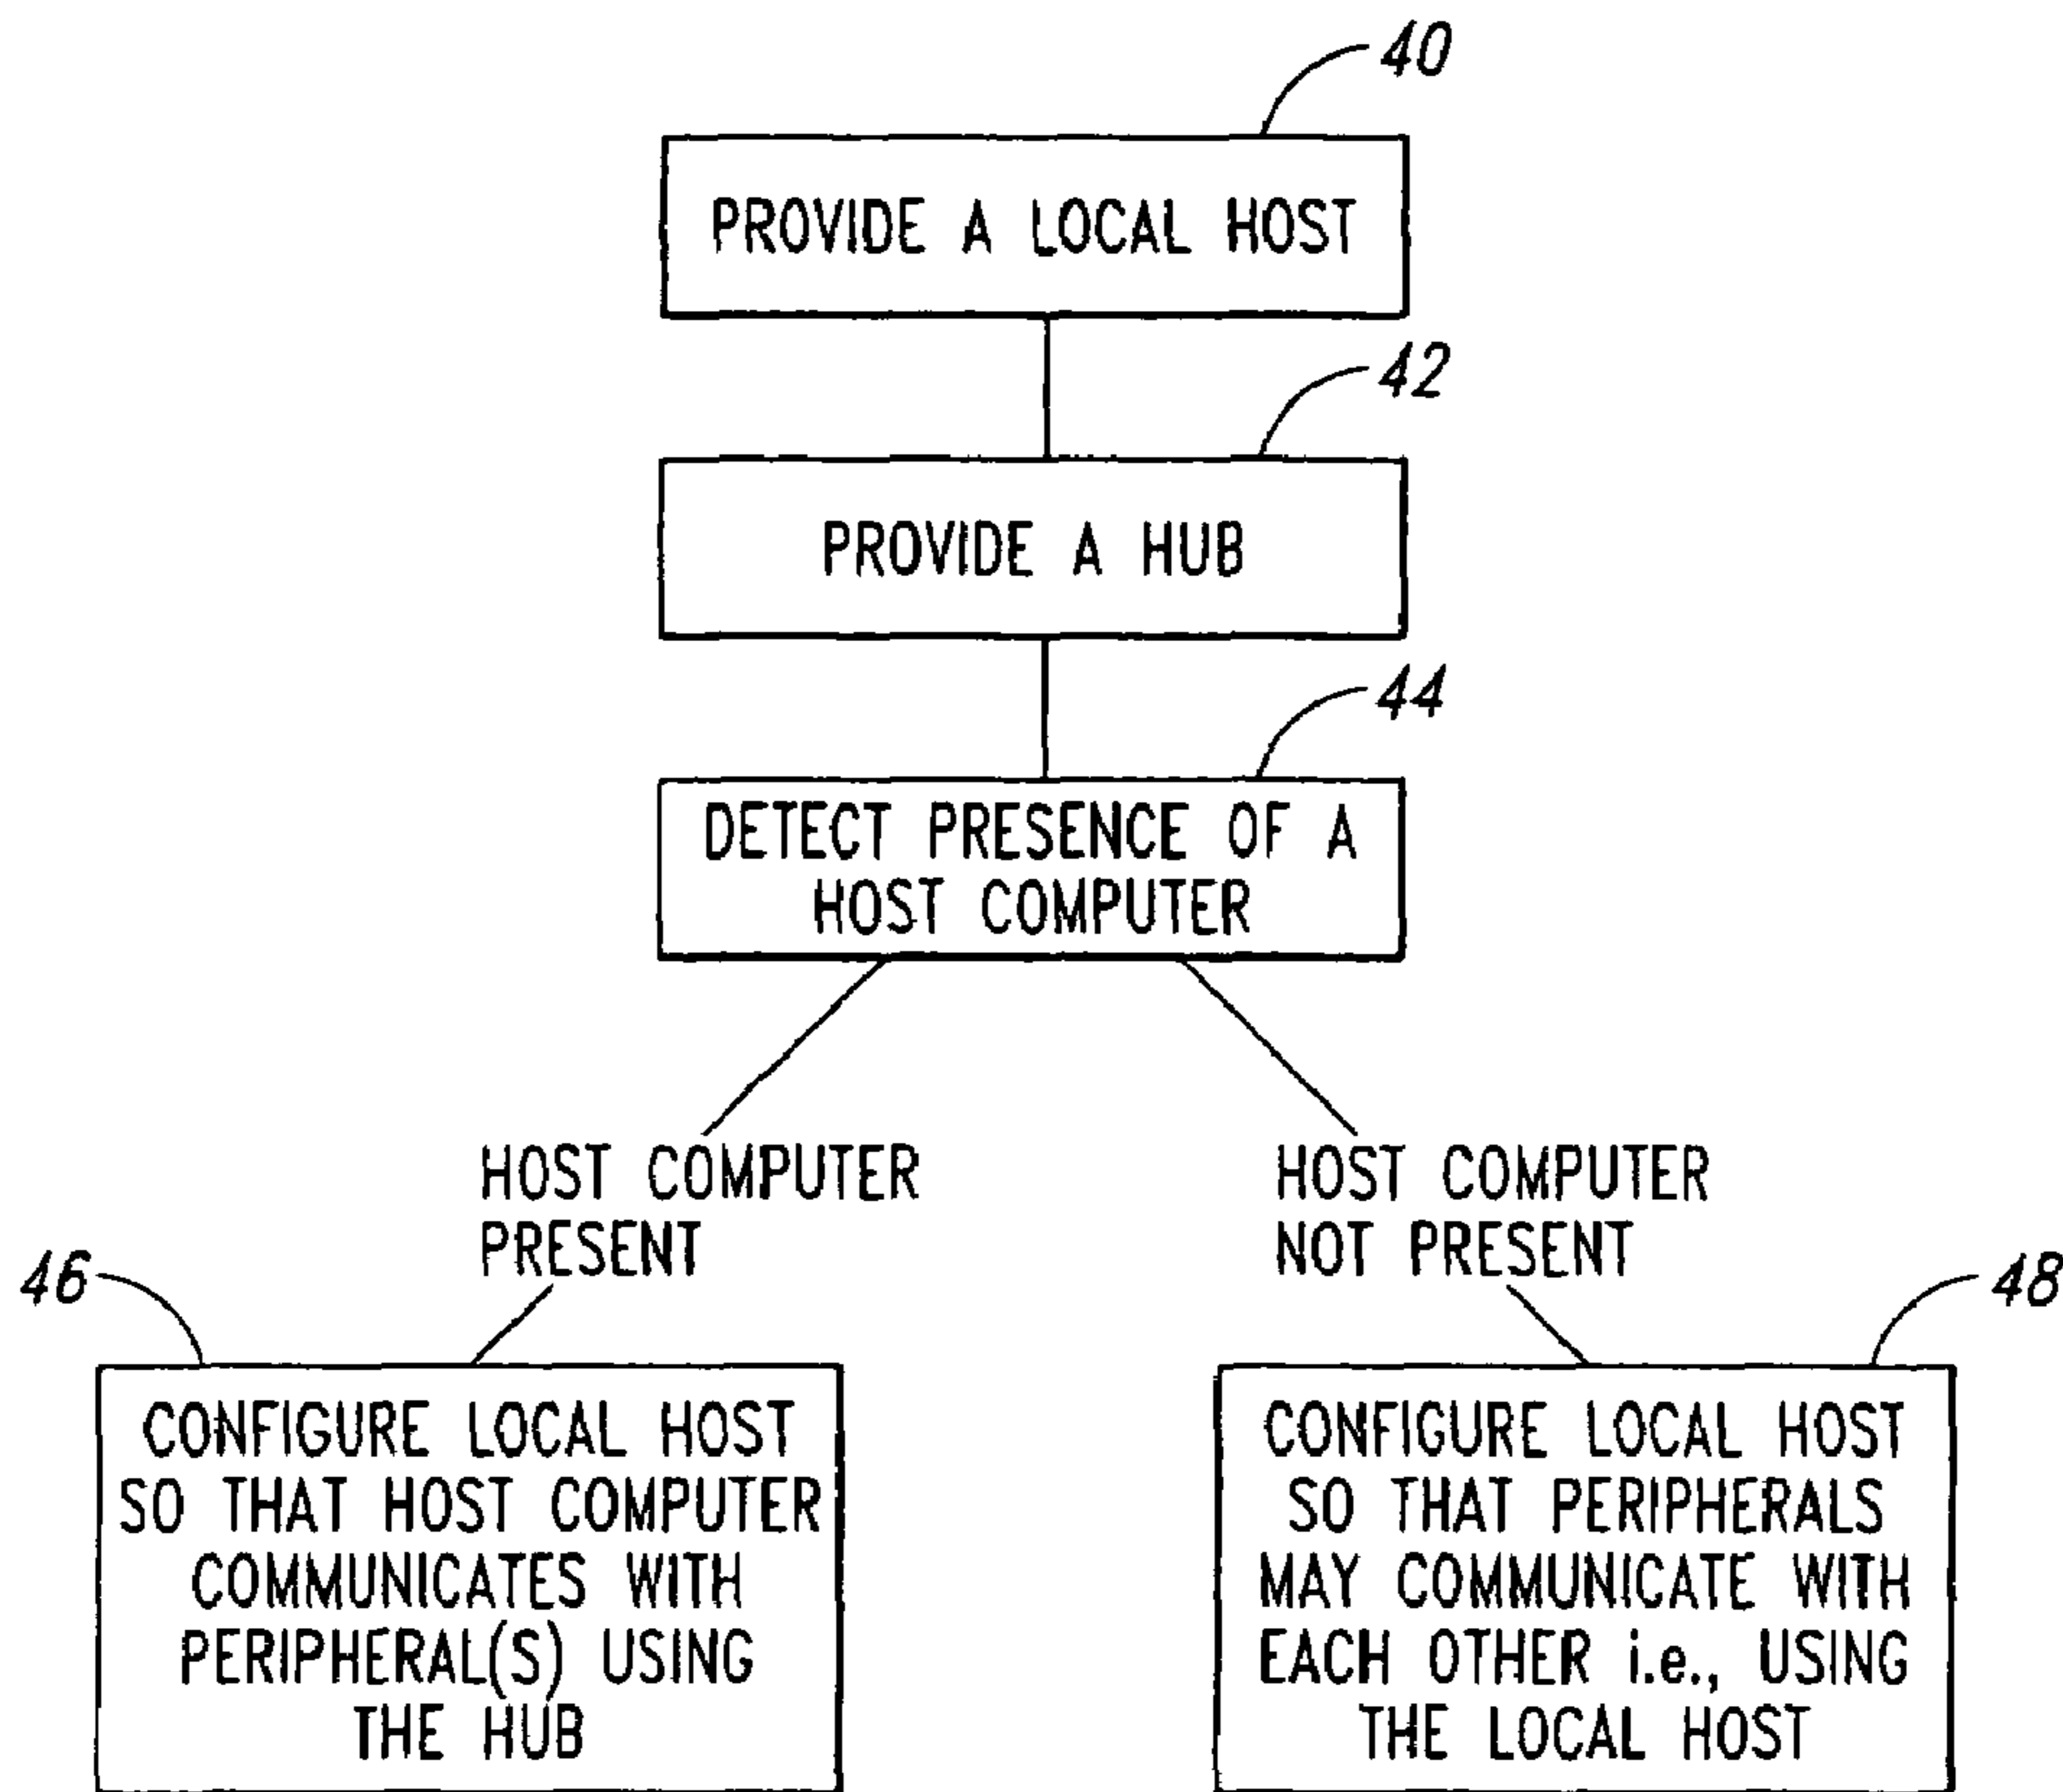 40
PROVIDE A LOCAL HOST
42
PROVIDE A HUB
44
DETECT PRESENCE OF A
HOST COMPUTER
HOST COMPUTER
PRESENT
HOST COMPUTER
NOT PRESENT
46
CONFIGURE LOCAL HOST
SO THAT HOST COMPUTER
COMMUNICATES WITH
PERIPHERAL(S) USING
THE HUB
48
CONFIGURE LOCAL HOST
SO THAT PERIPHERALS
MAY COMMUNICATE WITH
EACH OTHER i.e., USING
THE LOCAL HOST